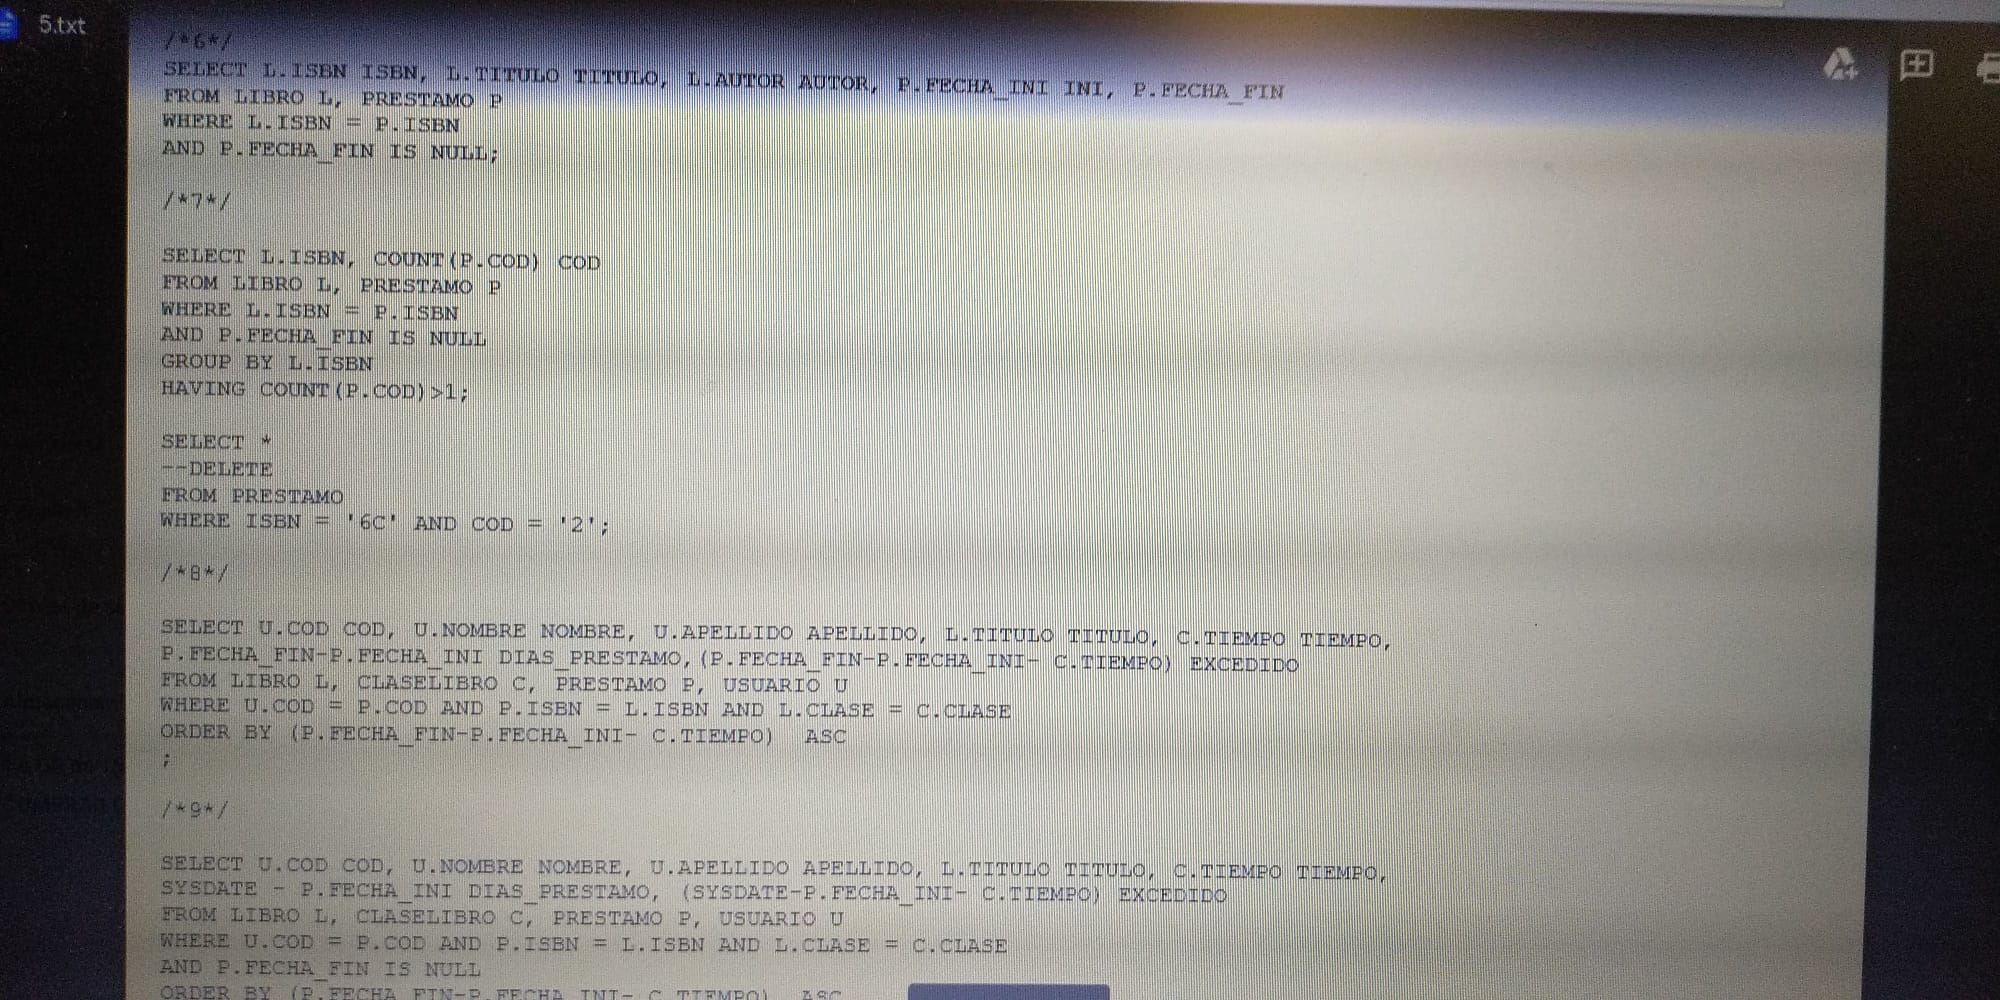 5.txt
/*6*/
SELECT L.ISBN ISBN, L.TITULO TITULO, L.AUTOR AUTOR, P.FECHA_INI INI, P.FECHA_FIN
FROM LIBRO L, PRESTAMO P
WHERE L.ISBN = P.ISBN
AND P.FECHA_FIN IS NULL;
/*7*/
SELECT L.ISBN, COUNT(P.COD) COD
FROM LIBRO L, PRESTAMO P
WHERE L.ISBN = P.ISBN
AND P.FECHA_FIN IS NULL
GROUP BY L.ISBN
HAVING COUNT(P.COD)>1;
SELECT *
--DELETE
FROM PRESTAMO
WHERE ISBN = '6C' AND COD = '2';
/*8*/
SELECT U.COD COD, U.NOMBRE NOMBRE, U.APELLIDO APELLIDO, L.TITULO TITULO, C.TIEMPO TIEMPO,
P.FECHA_FIN-P.FECHA_INI DIAS_PRESTAMO,(P.FECHA_FIN-P.FECHA_INI- C.TIEMPO) EXCEDIDO
FROM LIBRO L, CLASELIBRO C, PRESTAMO P, USUARIO U
WHERE U.COD = P.COD AND P.ISBN = L.ISBN AND L.CLASE = C.CLASE
ORDER BY (P.FECHA_FIN-P.FECHA_INI- C.TIEMPO)  ASC
;
/*9*/
SELECT U.COD COD, U.NOMBRE NOMBRE, U.APELLIDO APELLIDO, L.TITULO TITULO, C.TIEMPO TIEMPO,
SYSDATE - P.FECHA_INI DIAS_PRESTAMO, (SYSDATE-P.FECHA_INI- C.TIEMPO) EXCEDIDO
FROM LIBRO L, CLASELIBRO C, PRESTAMO P, USUARIO U
WHERE U.COD = P.COD AND P.ISBN = L.ISBN AND L.CLASE = C.CLASE
AND P.FECHA_FIN IS NULL
ORDER BY (P.FECHA_FIN-P.FECHA_INI- C.TIEMPO)  ASC